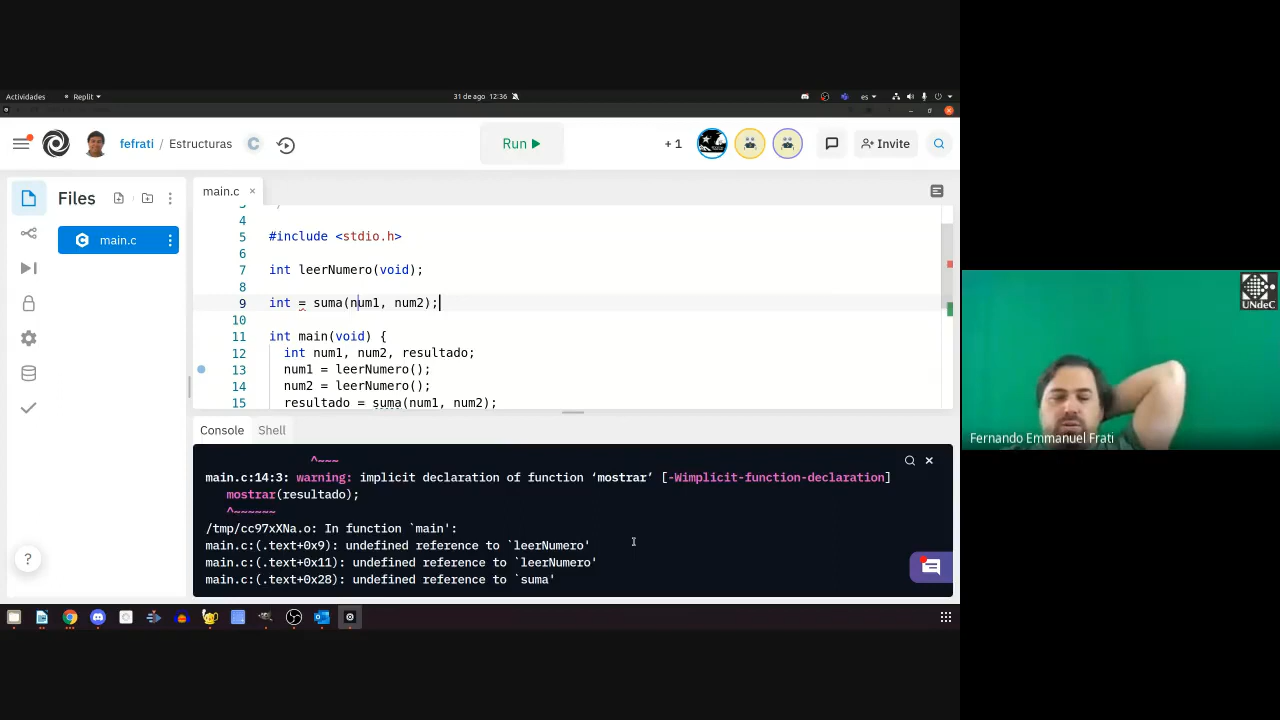 Actividades
Replit
31 de ago 12:36
es
fefrati / Estructuras
C
Run
+ 1
Invite
Files
main.c
main.c
3
4
5 #include <stdio.h>
6
7 int leerNumero(void);
8
9 int = suma(num1, num2);
10
11 int main(void) {
12 int num1, num2, resultado;
13 num1 = leerNumero();
14 num2 = leerNumero();
15 resultado = suma(num1, num2);
Console
Shell
^~~~
main.c:14:3: warning: implicit declaration of function ‘mostrar’ [-Wimplicit-function-declaration]
mostrar(resultado);
^~~~~~~
/tmp/cc97xXNa.o: In function `main':
main.c:(.text+0x9): undefined reference to `leerNumero'
main.c:(.text+0x11): undefined reference to `leerNumero'
main.c:(.text+0x28): undefined reference to `suma'
?
UNdeC
Fernando Emmanuel Frati